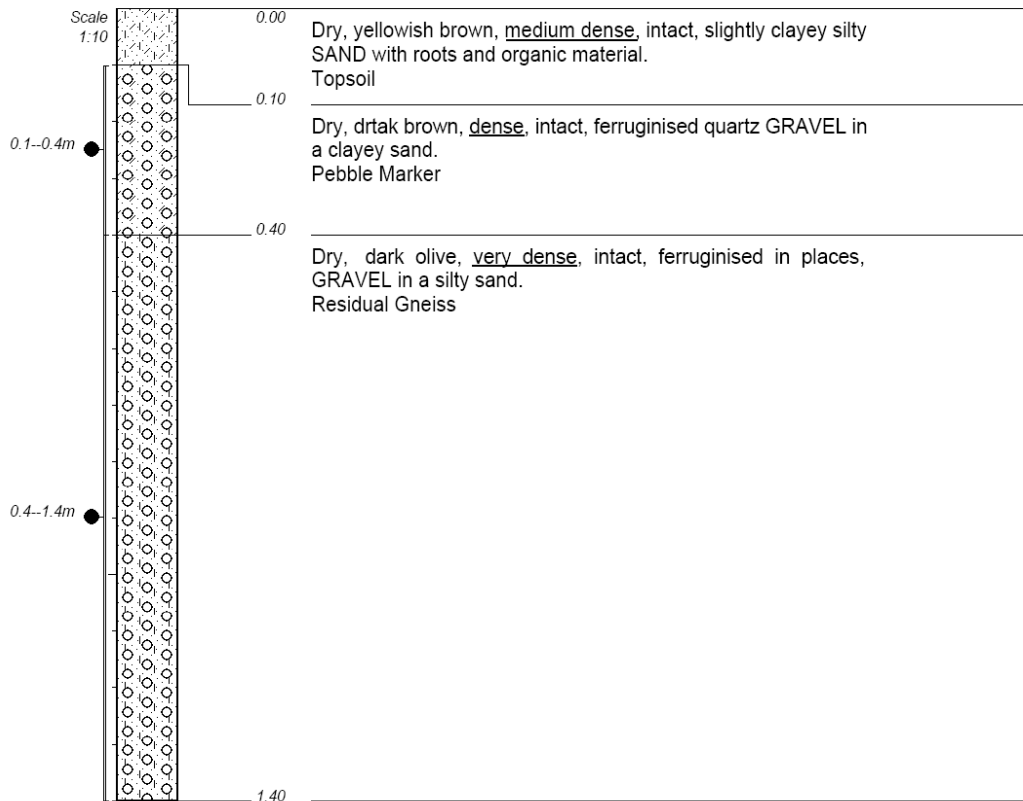 Scale
1:10
0.00
Dry, yellowish brown, medium dense, intact, slightly clayey silty
SAND with roots and organic material.
Topsoil
0.10
Dry, drtak brown, dense, intact, ferruginised quartz GRAVEL in
a clayey sand.
Pebble Marker
0.1--0.4m
0.40
Dry, dark olive, very dense, intact, ferruginised in places,
GRAVEL in a silty sand.
Residual Gneiss
0.4--1.4m
1.40